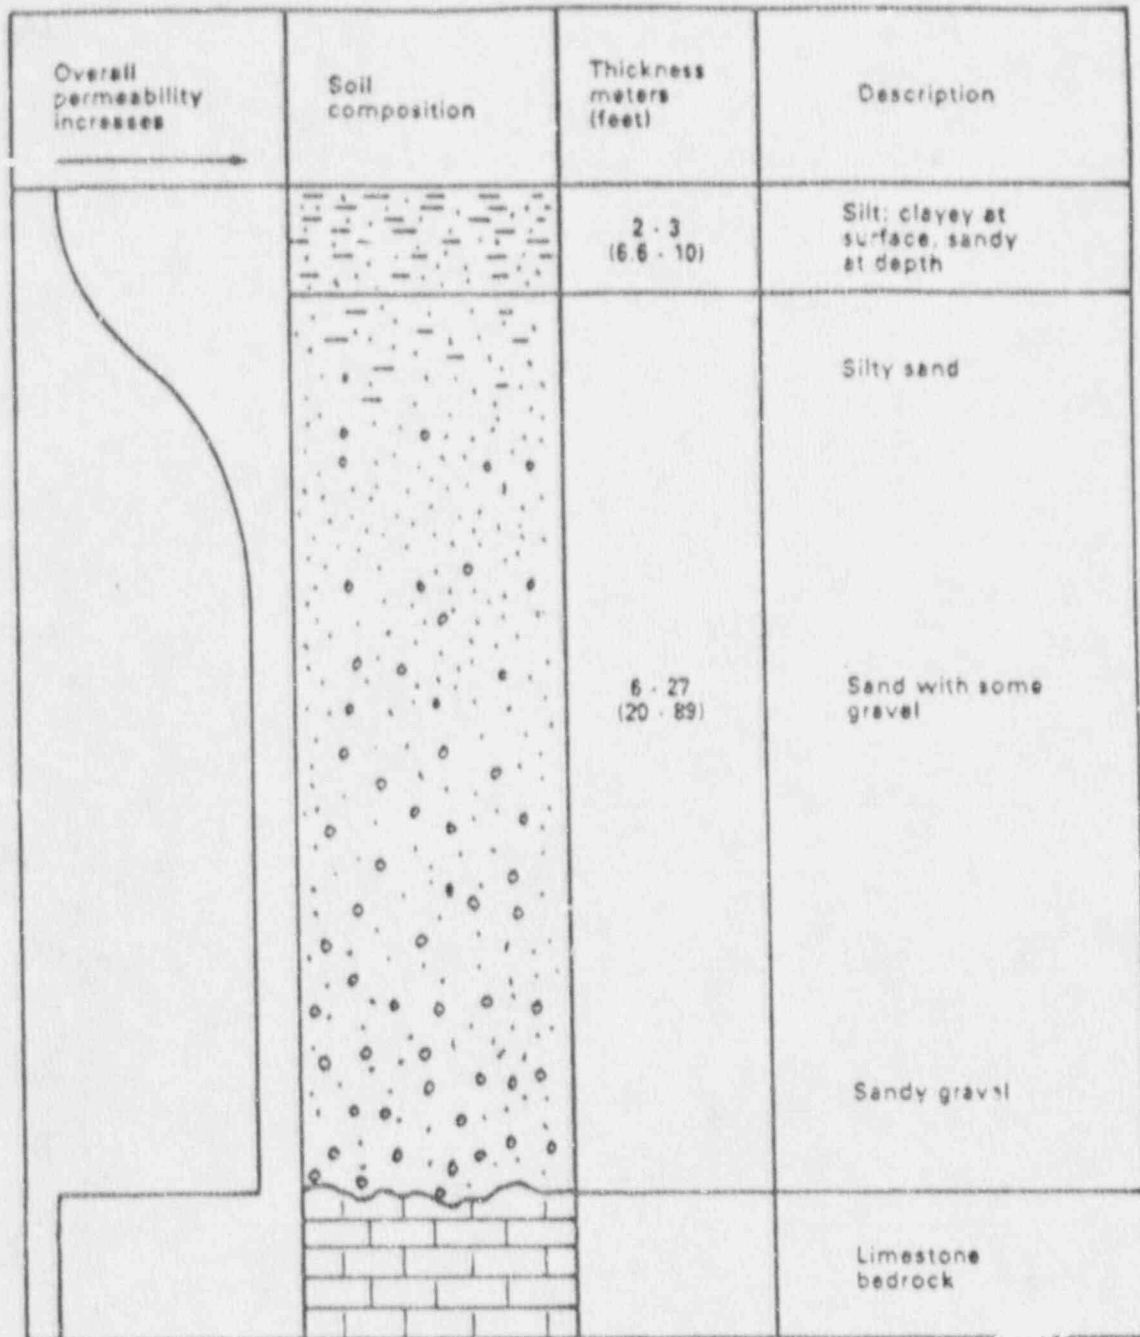 Overall
permeability
increases
Soil
composition
Thickness
meters
(feet)
Description
2 - 3
(6.6 - 10)
Silt; clayey at
surface, sandy
at depth
Silty sand
6 - 27
(20 - 89)
Sand with some
gravel
Sandy gravel
Limestone
bedrock